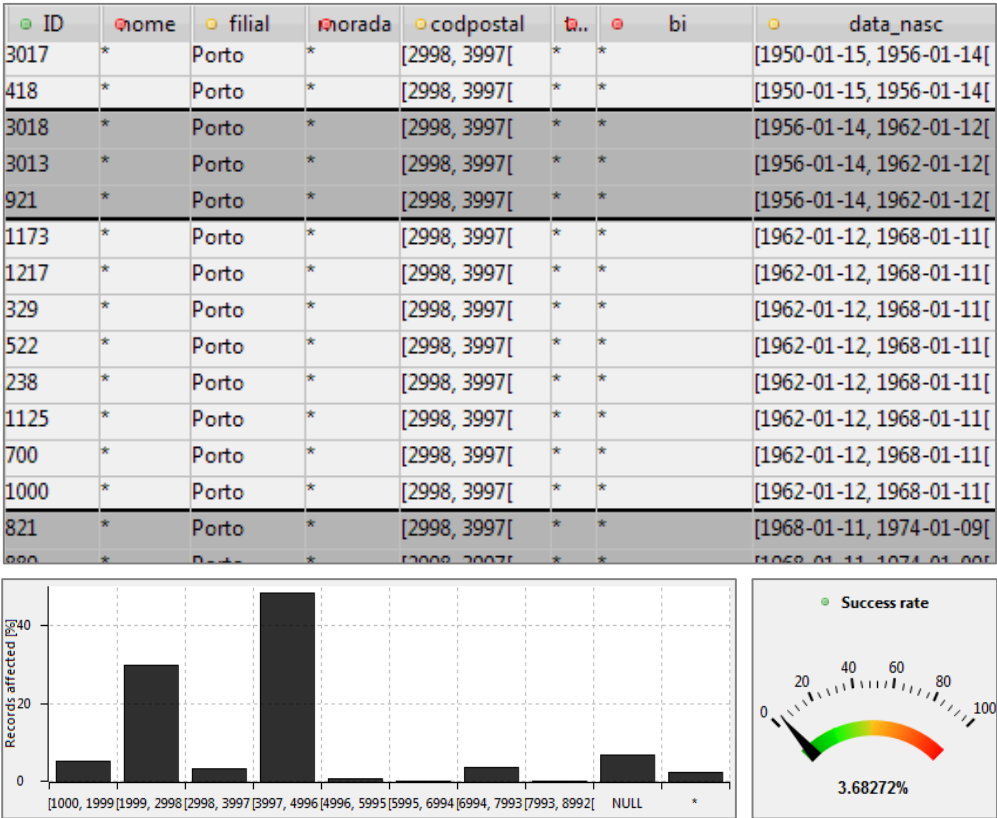 ID nome filial morada codpostal t... bi data_nasc
3017 * Porto * [2998, 3997[ * * [1950-01-15, 1956-01-14[
418 * Porto * [2998, 3997[ * * [1950-01-15, 1956-01-14[
3018 * Porto * [2998, 3997[ * * [1956-01-14, 1962-01-12[
3013 * Porto * [2998, 3997[ * * [1956-01-14, 1962-01-12[
921 * Porto * [2998, 3997[ * * [1956-01-14, 1962-01-12[
1173 * Porto * [2998, 3997[ * * [1962-01-12, 1968-01-11[
1217 * Porto * [2998, 3997[ * * [1962-01-12, 1968-01-11[
329 * Porto * [2998, 3997[ * * [1962-01-12, 1968-01-11[
522 * Porto * [2998, 3997[ * * [1962-01-12, 1968-01-11[
238 * Porto * [2998, 3997[ * * [1962-01-12, 1968-01-11[
1125 * Porto * [2998, 3997[ * * [1962-01-12, 1968-01-11[
700 * Porto * [2998, 3997[ * * [1962-01-12, 1968-01-11[
1000 * Porto * [2998, 3997[ * * [1962-01-12, 1968-01-11[
821 * Porto * [2998, 3997[ * * [1968-01-11, 1974-01-09[
Records affected [%]
40
20
0
[1000, 1999[ [1999, 2998[ [2998, 3997[ [3997, 4996[ [4996, 5995[ [5995, 6994[ [6994, 7993[ [7993, 8992[ NULL *
Success rate
0 20 40 60 80 100
3.68272%